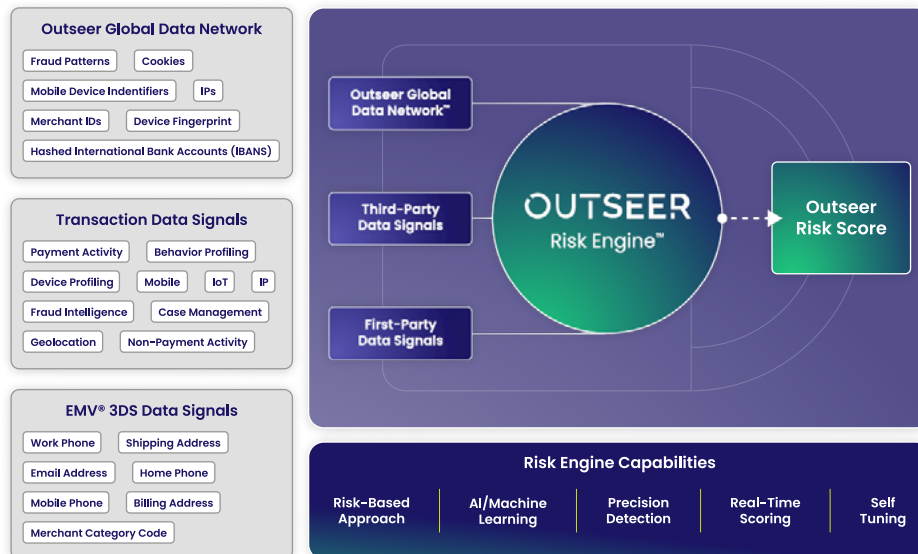 Outseer Global Data Network
Fraud Patterns
Cookies
Mobile Device Indentifiers
IPs
Merchant IDs
Device Fingerprint
Hashed International Bank Accounts (IBANS)
Transaction Data Signals
Payment Activity
Behavior Profiling
Device Profiling
Mobile
IoT
IP
Fraud Intelligence
Case Management
Geolocation
Non-Payment Activity
EMV® 3DS Data Signals
Work Phone
Shipping Address
Email Address
Home Phone
Mobile Phone
Billing Address
Merchant Category Code
Outseer Global
Data Network™
Third-Party
Data Signals
First-Party
Data Signals
OUTSEER
Risk Engine™
Outseer
Risk Score
Risk Engine Capabilities
Risk-Based
Approach
AI/Machine
Learning
Precision
Detection
Real-Time
Scoring
Self
Tuning